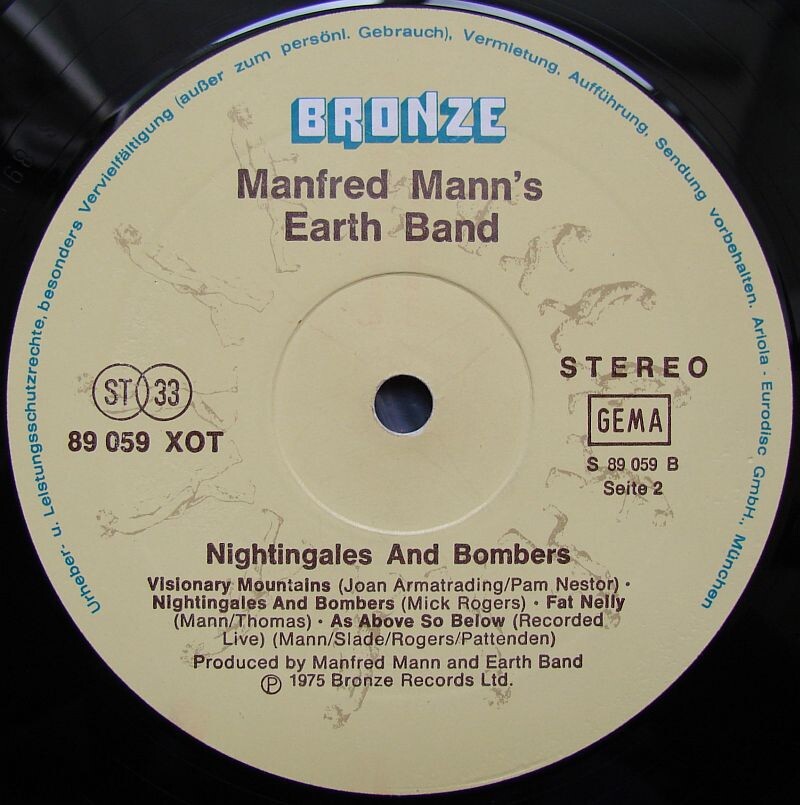 Urheber- u. Leistungsschutzrechte, besonders Vervielfältigung (außer zum persönl. Gebrauch), Vermietung, Aufführung, Sendung vorbehalten. Ariola - Eurodisc GmbH., München
BRONZE
Manfred Mann's
Earth Band
ST 33
89 059 XOT
STEREO
GEMA
S 89 059 B
Seite 2
Nightingales And Bombers
Visionary Mountains (Joan Armatrading/Pam Nestor) ·
Nightingales And Bombers (Mick Rogers) · Fat Nelly
(Mann/Thomas) · As Above So Below (Recorded
Live) (Mann/Slade/Rogers/Pattenden)
Produced by Manfred Mann and Earth Band
℗ 1975 Bronze Records Ltd.